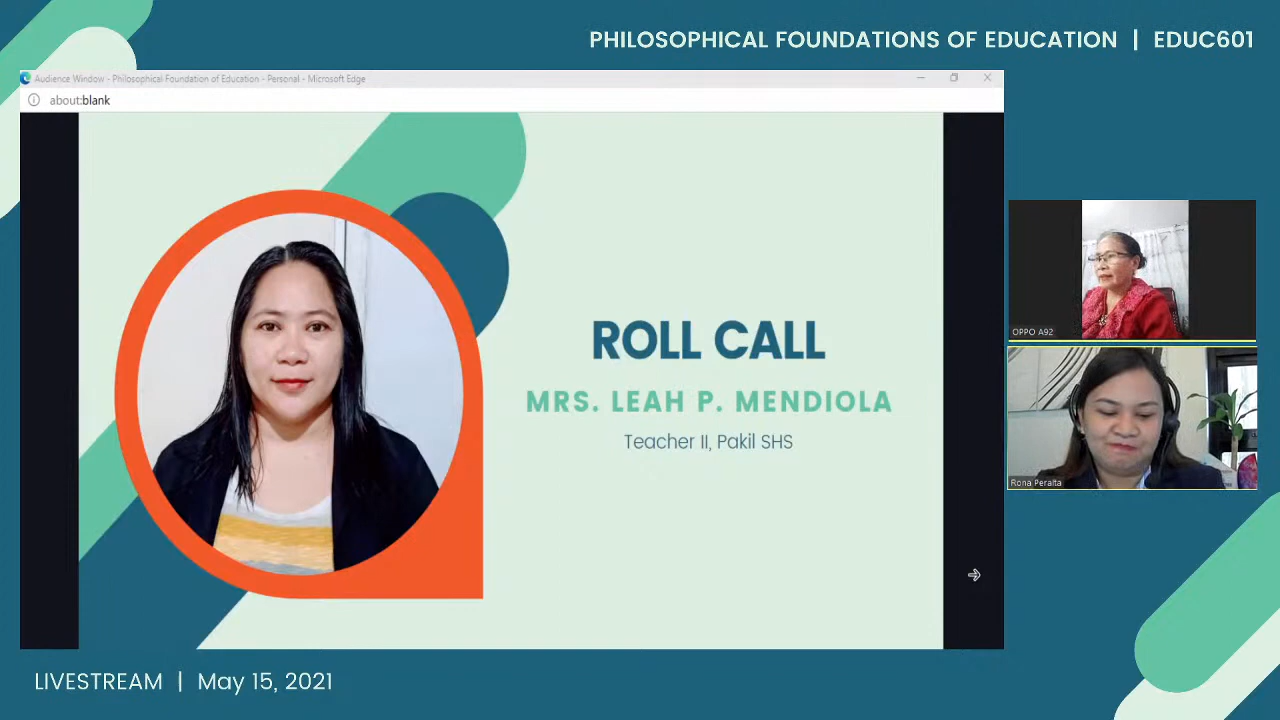 PHILOSOPHICAL FOUNDATIONS OF EDUCATION | EDUC601
Audience Window - Philosophical Foundation of Education - Personal - Microsoft Edge
about:blank
ROLL CALL
MRS. LEAH P. MENDIOLA
Teacher II, Pakil SHS
OPPO A92
Rona Peralta
LIVESTREAM | May 15, 2021